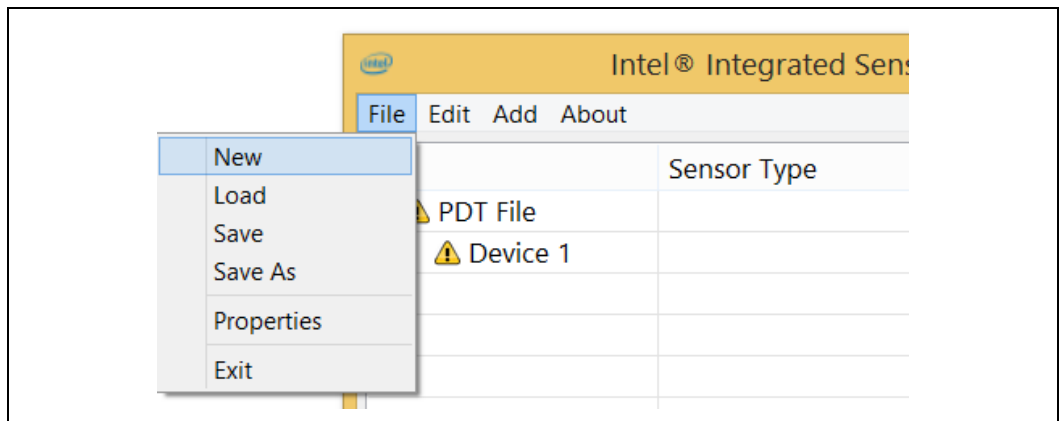 intel
Intel® Integrated Sen
File Edit Add About
New
Load
Save
Save As
Properties
Exit
Sensor Type
PDT File
Device 1